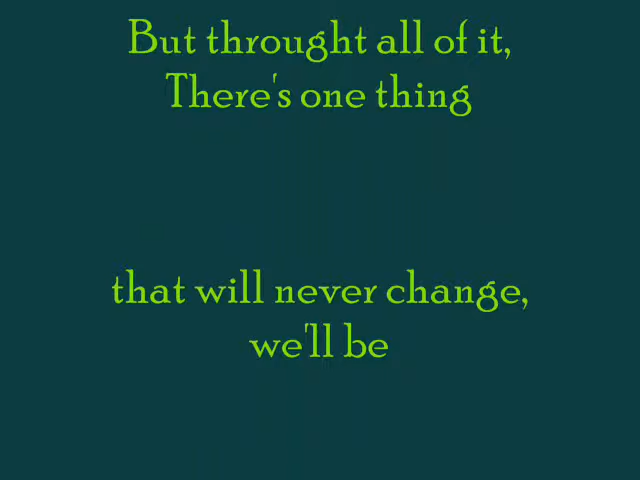 But throught all of it,
There's one thing
that will never change,
we'll be